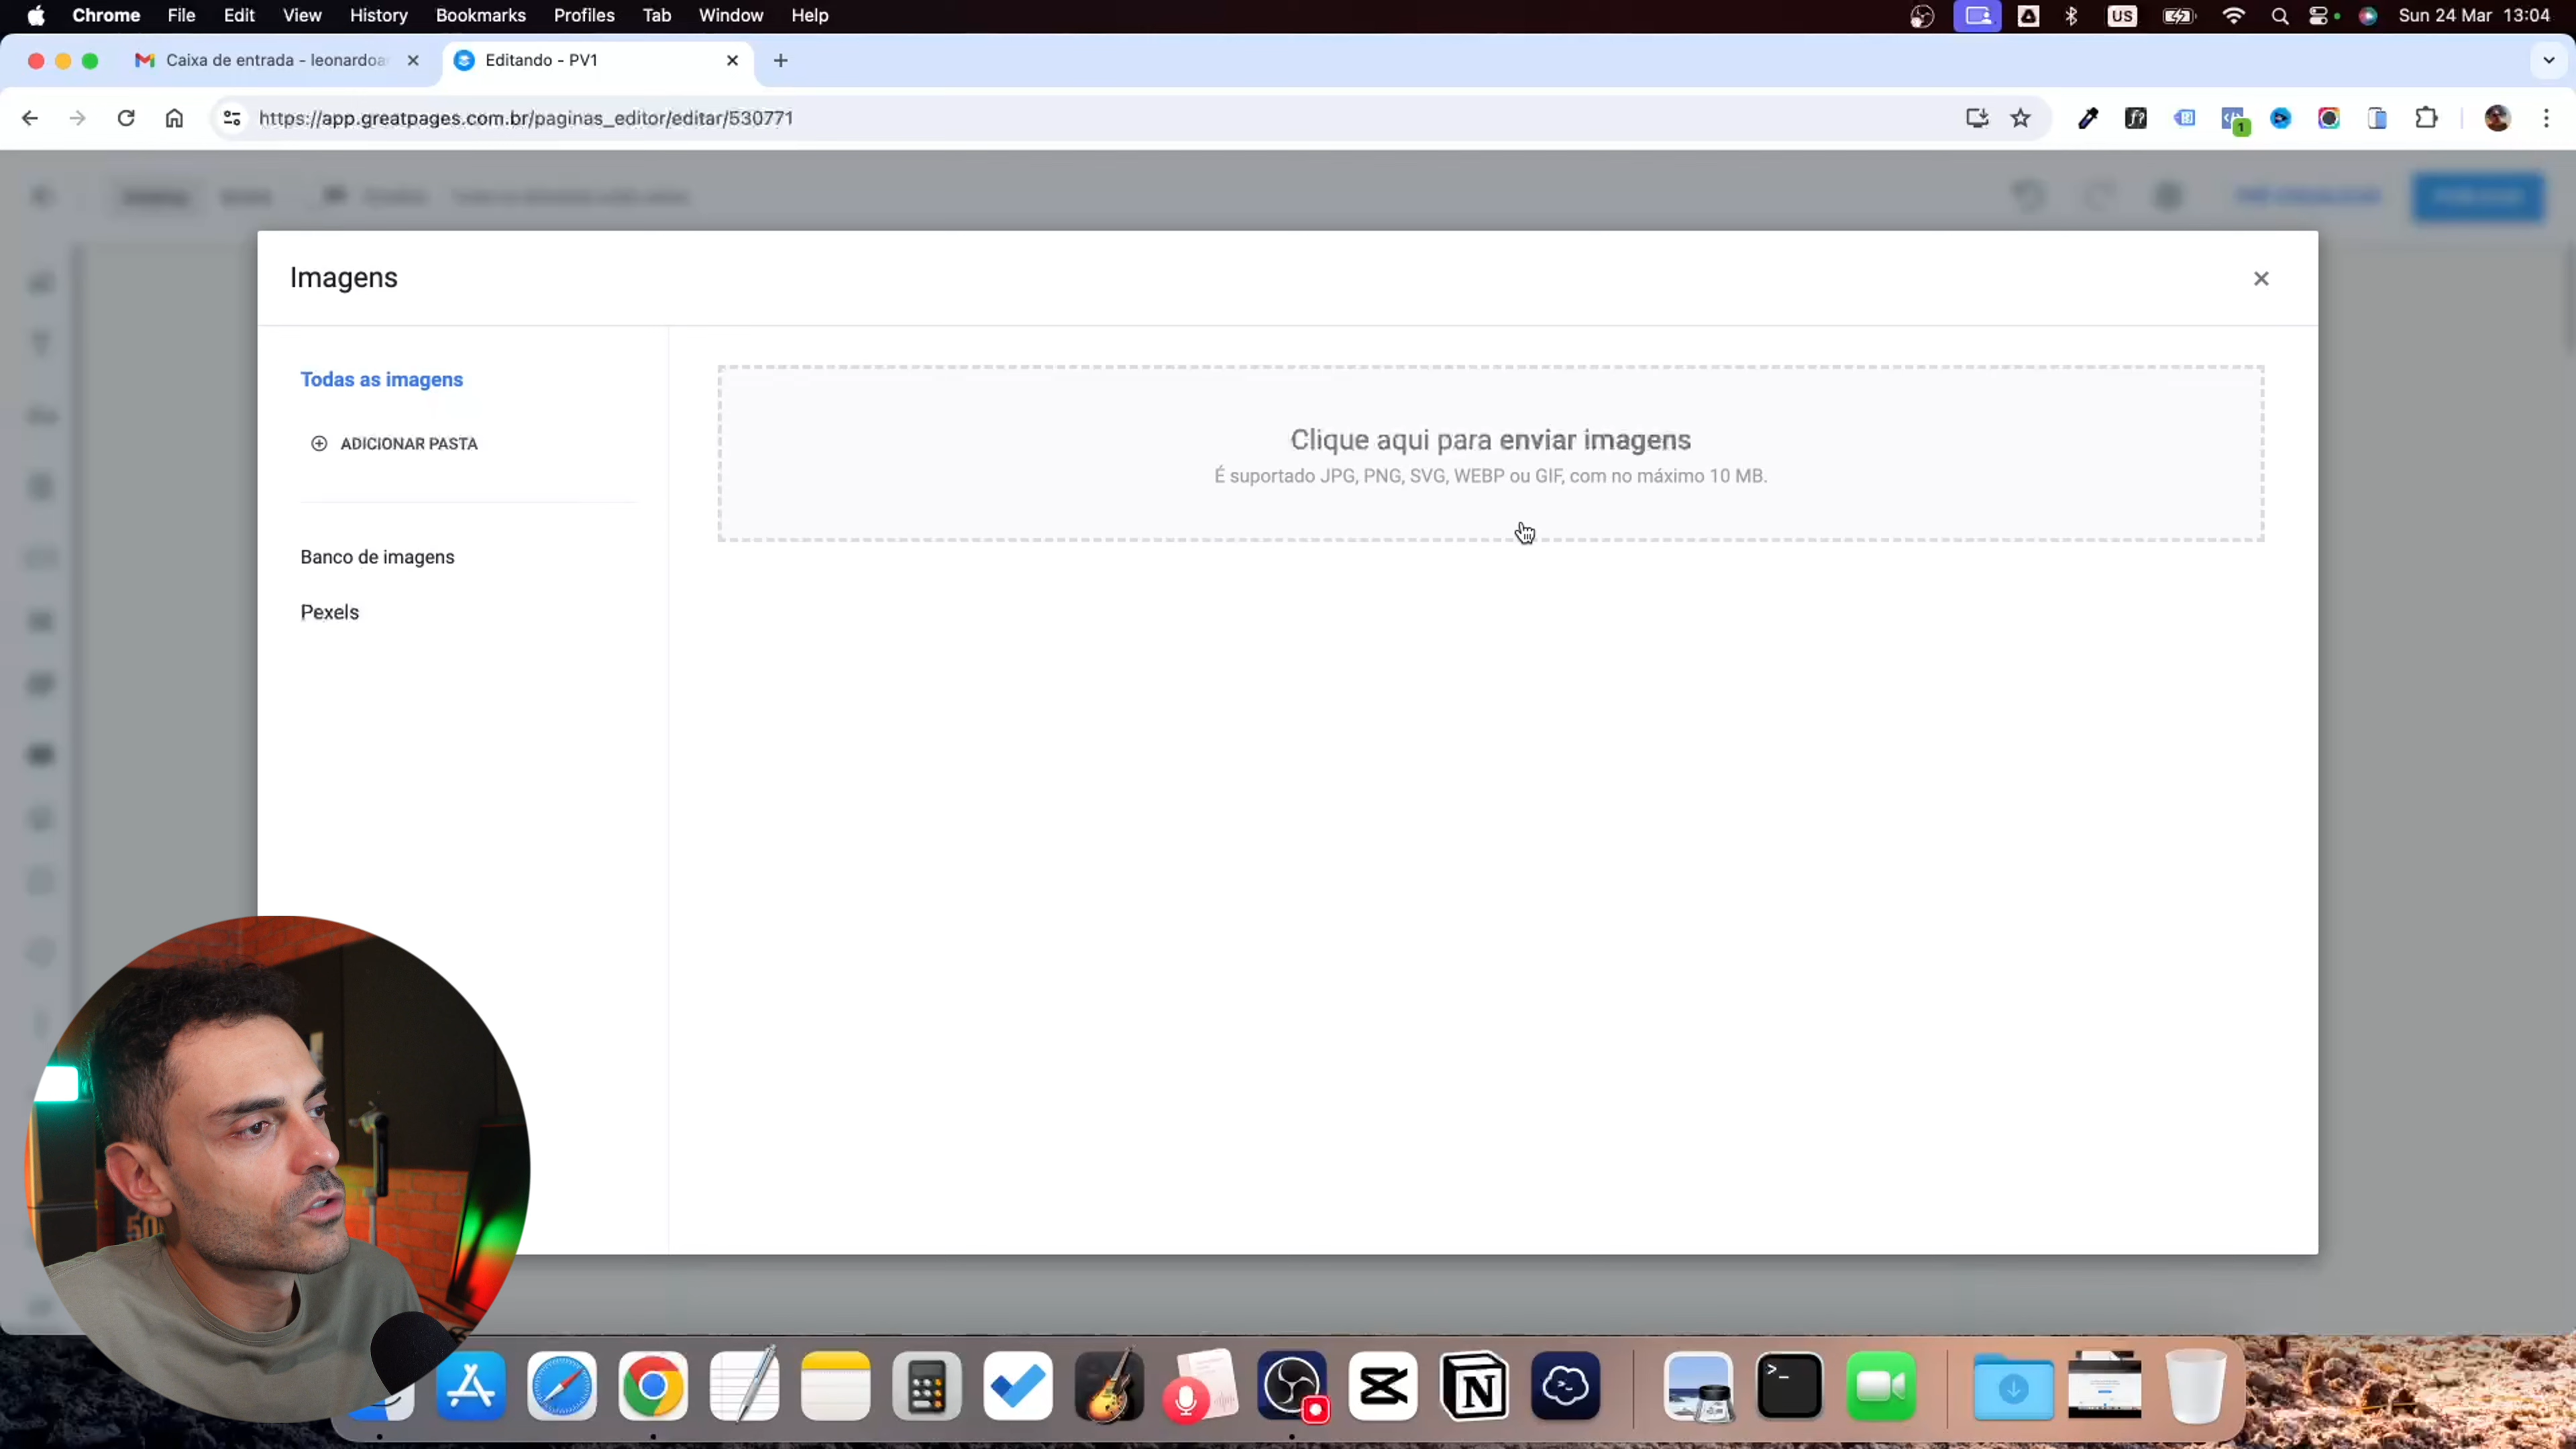 Chrome File Edit View History Bookmarks Profiles Tab Window Help US Sun 24 Mar 13:04
Caixa de entrada - leonardoa
Editando - PV1
https://app.greatpages.com.br/paginas_editor/editar/530771
1
Imagens
Todas as imagens
ADICIONAR PASTA
Banco de imagens
Pexels
Clique aqui para enviar imagens
É suportado JPG, PNG, SVG, WEBP ou GIF, com no máximo 10 MB.